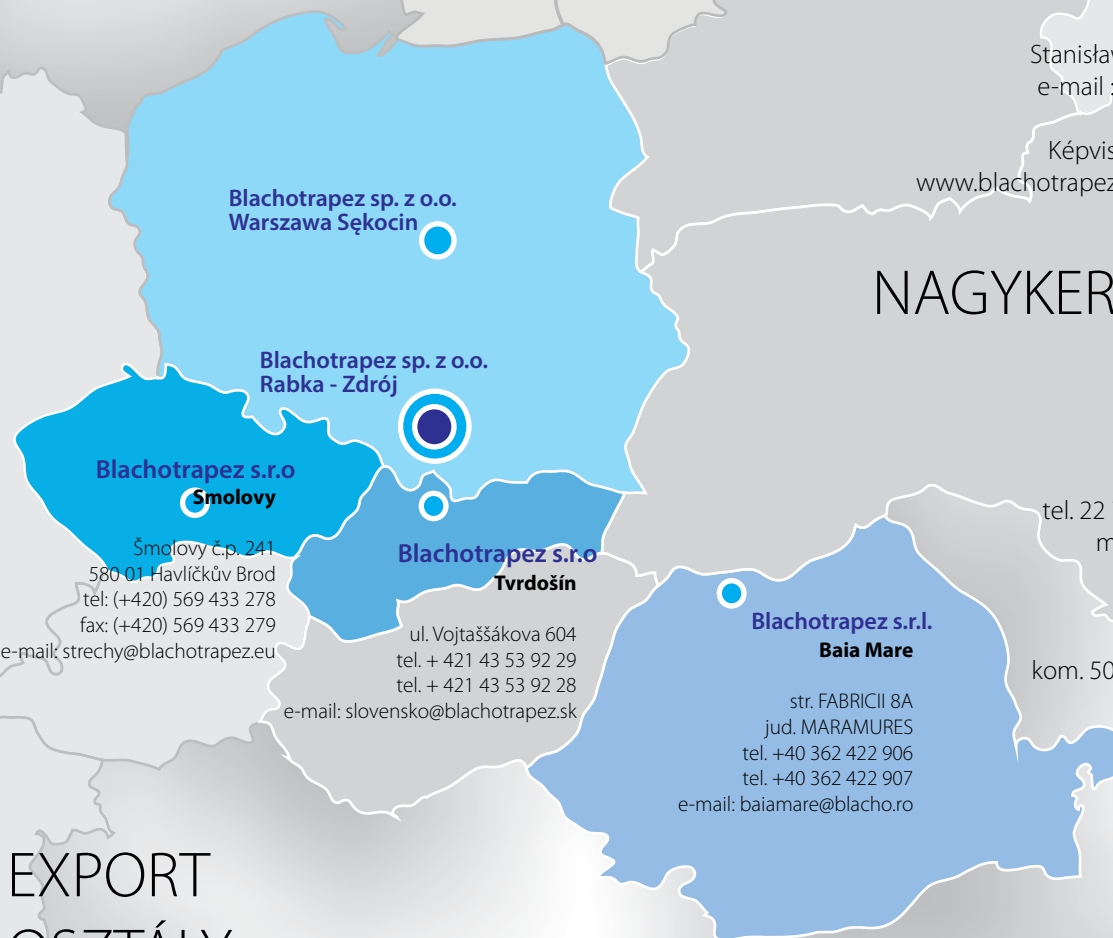 Stanisła
e-mail :
Képvis
www.blachotrapez
Blachotrapez sp. z o.o.
Warszawa Sękocin
NAGYKER
Blachotrapez sp. z o.o.
Rabka - Zdrój
Blachotrapez s.r.o
Smolovy
Šmolovy č.p. 241
580 01 Havlíčkův Brod
tel: (+420) 569 433 278
fax: (+420) 569 433 279
e-mail: strechy@blachotrapez.eu
Blachotrapez s.r.o
Tvrdošín
ul. Vojtaššákova 604
tel. + 421 43 53 92 29
tel. + 421 43 53 92 28
e-mail: slovensko@blachotrapez.sk
tel. 22
m
Blachotrapez s.r.l.
Baia Mare
str. FABRICII 8A
jud. MARAMURES
tel. +40 362 422 906
tel. +40 362 422 907
e-mail: baiamare@blacho.ro
kom. 50
EXPORT
OSZTÁLY